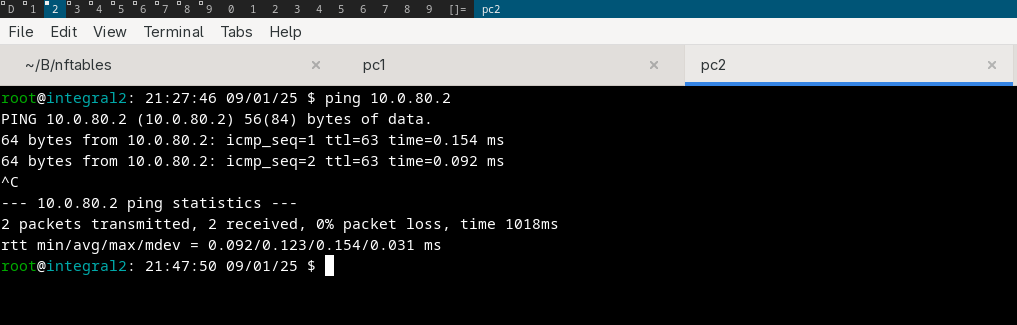 D 1 2 3 4 5 6 7 8 9 0 1 2 3 4 5 6 7 8 9 []= pc2
File Edit View Terminal Tabs Help
~/B/nftables × pc1 × pc2 ×
root@integral2: 21:27:46 09/01/25 $ ping 10.0.80.2
PING 10.0.80.2 (10.0.80.2) 56(84) bytes of data.
64 bytes from 10.0.80.2: icmp_seq=1 ttl=63 time=0.154 ms
64 bytes from 10.0.80.2: icmp_seq=2 ttl=63 time=0.092 ms
^C
--- 10.0.80.2 ping statistics ---
2 packets transmitted, 2 received, 0% packet loss, time 1018ms
rtt min/avg/max/mdev = 0.092/0.123/0.154/0.031 ms
root@integral2: 21:47:50 09/01/25 $